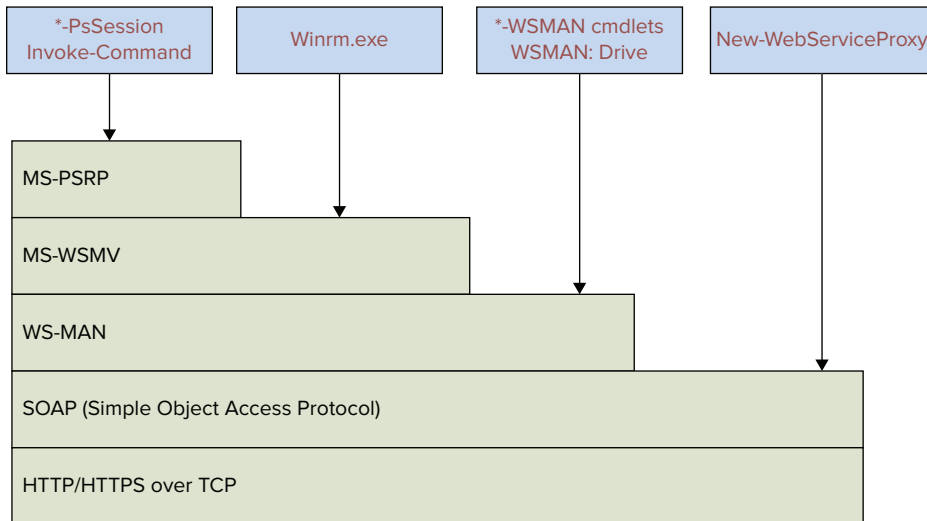 *-PsSession
Invoke-Command
Winrm.exe
*-WSMAN cmdlets
WSMAN: Drive
New-WebServiceProxy
MS-PSRP
MS-WSMV
WS-MAN
SOAP (Simple Object Access Protocol)
HTTP/HTTPS over TCP